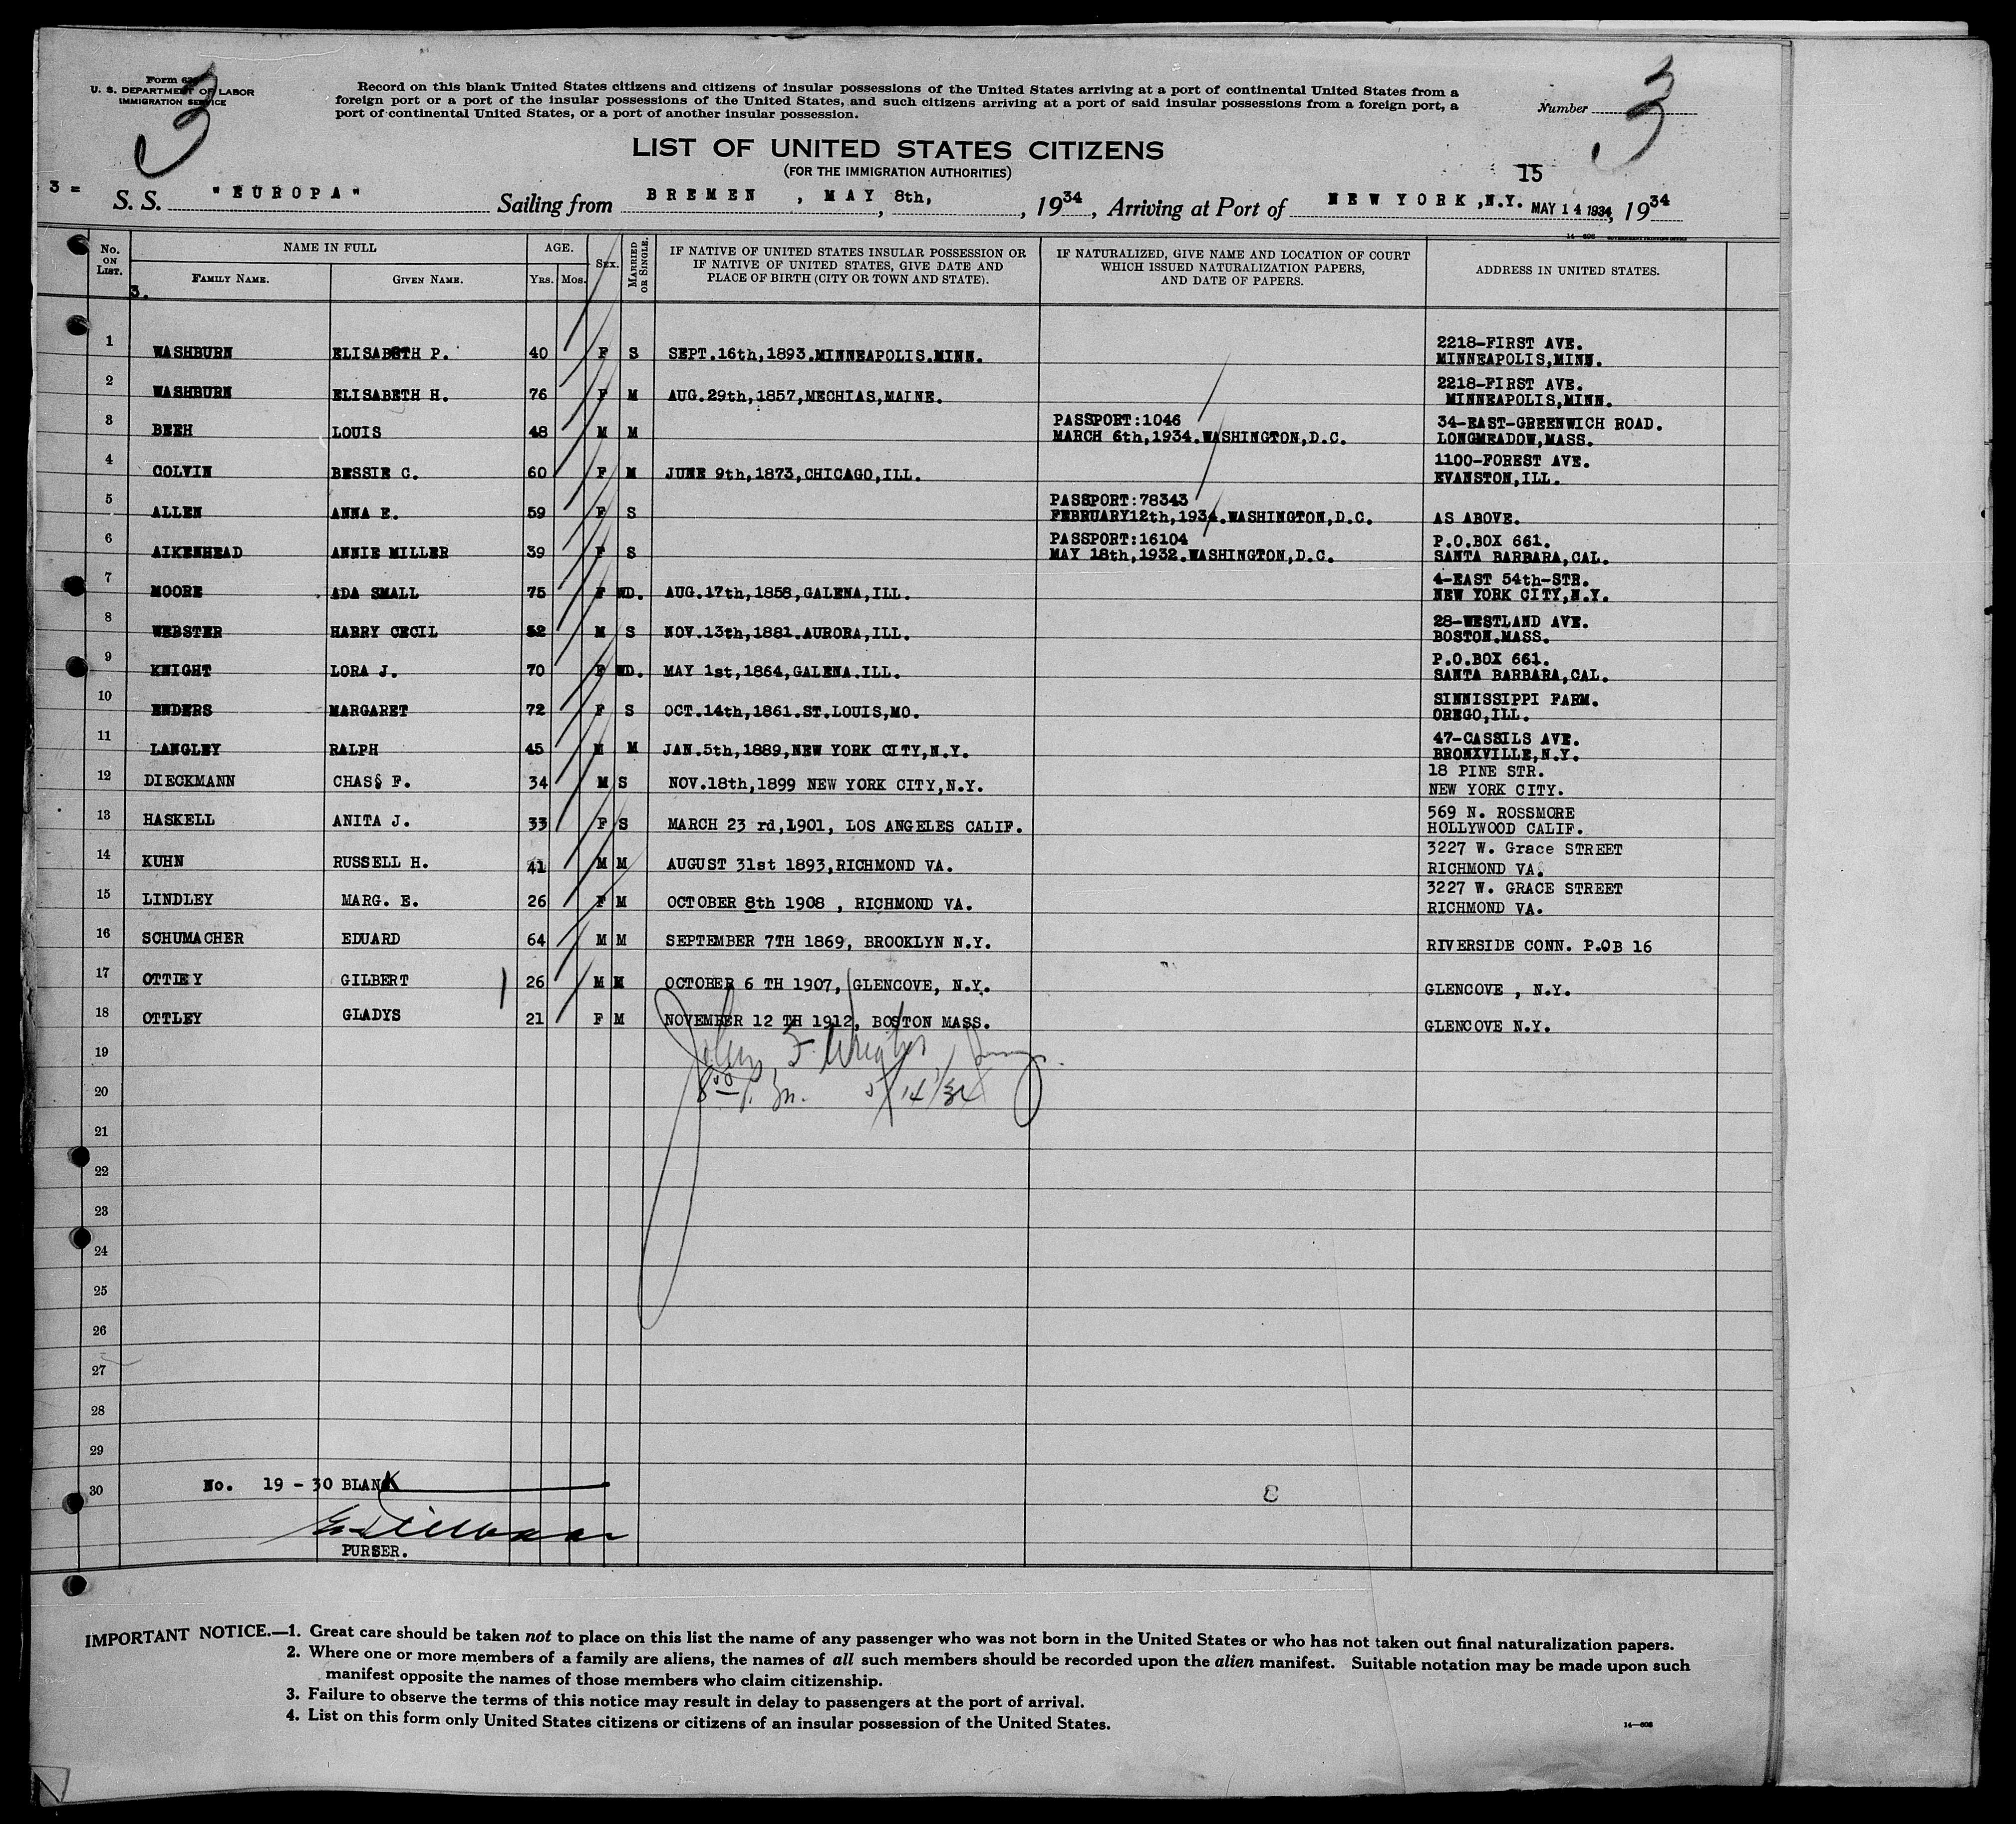 Form 63
U. S. DEPARTMENT OF LABOR
IMMIGRATION SERVICE
3
Record on this blank United States citizens and citizens of insular possessions of the United States arriving at a port of continental United States from a
foreign port or a port of the insular possessions of the United States, and such citizens arriving at a port of said insular possessions from a foreign port, a
port of continental United States, or a port of another insular possession.
Number 3
LIST OF UNITED STATES CITIZENS
(FOR THE IMMIGRATION AUTHORITIES)
15
3 =
S. S. "EUROPA" Sailing from BREMEN , MAY 8th, , 1934 , Arriving at Port of NEW YORK ,N.Y. MAY 14 1934, 1934
No. ON LIST. NAME IN FULL FAMILY NAME. GIVEN NAME. AGE. YRS. MOS. SEX. MARRIED OR SINGLE. IF NATIVE OF UNITED STATES INSULAR POSSESSION OR IF NATIVE OF UNITED STATES, GIVE DATE AND PLACE OF BIRTH (CITY OR TOWN AND STATE). IF NATURALIZED, GIVE NAME AND LOCATION OF COURT WHICH ISSUED NATURALIZATION PAPERS, AND DATE OF PAPERS. ADDRESS IN UNITED STATES.
3.
1 WASHBURN ELISABETH P. 40 F S SEPT.16th,1893.MINNEAPOLIS.MINN. 2218-FIRST AVE.
MINNEAPOLIS,MINN.
2 WASHBURN ELISABETH H. 76 F M AUG.29th,1857,MECHIAS,MAINE. 2218-FIRST AVE.
MINNEAPOLIS,MINN.
3 BEEH LOUIS 48 M M PASSPORT:1046 34-EAST-GREENWICH ROAD.
MARCH 6th,1934.WASHINGTON,D.C. LONGMEADOW,MASS.
4 COLVIN BESSIE C. 60 F M JUNE 9th,1873,CHICAGO,ILL. 1100-FOREST AVE.
EVANSTON,ILL.
5 ALLEN ANNA E. 59 F S PASSPORT:78343
FEBRUARY12th,1934.WASHINGTON,D.C. AS ABOVE.
6 AIKENHEAD ANNIE MILLER 39 F S PASSPORT:16104 P.O.BOX 661.
MAY 18th,1932.WASHINGTON,D.C. SANTA BARBARA,CAL.
7 MOORE ADA SMALL 75 F WD. AUG.17th,1858,GALENA,ILL. 4-EAST 54th-STR.
NEW YORK CITY,N.Y.
8 WEBSTER HARRY CECIL 52 M S NOV.13th,1881.AURORA,ILL. 28-WESTLAND AVE.
BOSTON.MASS.
9 KNIGHT LORA J. 70 F WD. MAY 1st,1864,GALENA.ILL. P.O.BOX 661.
SANTA BARBARA,CAL.
10 ENDERS MARGARET 72 F S OCT.14th,1861.ST.LOUIS,MO. SINNISSIPPI FARM.
OREGO,ILL.
11 LANGLEY RALPH 45 M M JAN.5th,1889,NEW YORK CITY,N.Y. 47-CASSILS AVE.
BRONXVILLE,N.Y.
12 DIECKMANN CHAS. F. 34 M S NOV.18th,1899 NEW YORK CITY,N.Y. 18 PINE STR.
NEW YORK CITY.
13 HASKELL ANITA J. 33 F S MARCH 23 rd,1901, LOS ANGELES CALIF. 569 N. ROSSMORE
HOLLYWOOD CALIF.
14 KUHN RUSSELL H. 41 M M AUGUST 31st 1893,RICHMOND VA. 3227 W. Grace STREET
RICHMOND VA.
15 LINDLEY MARG. E. 26 F M OCTOBER 8th 1908 , RICHMOND VA. 3227 W. GRACE STREET
RICHMOND VA.
16 SCHUMACHER EDUARD 64 M M SEPTEMBER 7TH 1869, BROOKLYN N.Y. RIVERSIDE CONN. P.OB 16
17 OTTLEY GILBERT 26 M M OCTOBER 6 TH 1907, GLENCOVE, N.Y. GLENCOVE , N.Y.
18 OTTLEY GLADYS 21 F M NOVEMBER 12 TH 1912, BOSTON MASS. GLENCOVE N.Y.
19 John F. Wright
20 8 50 P.m. 5/14/34
21
22
23
24
25
26
27
28
29
30 No. 19 - 30 BLANK
PURSER.
IMPORTANT NOTICE.—1. Great care should be taken not to place on this list the name of any passenger who was not born in the United States or who has not taken out final naturalization papers.
2. Where one or more members of a family are aliens, the names of all such members should be recorded upon the alien manifest. Suitable notation may be made upon such
manifest opposite the names of those members who claim citizenship.
3. Failure to observe the terms of this notice may result in delay to passengers at the port of arrival.
4. List on this form only United States citizens or citizens of an insular possession of the United States.
14—608